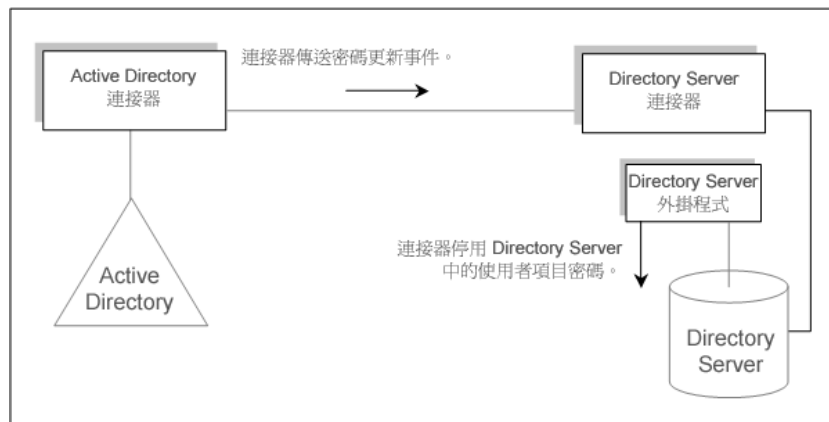 連接器傳送密碼更新事件。
Active Directory
連接器
Directory Server
連接器
Directory Server
外掛程式
連接器停用 Directory Server
中的使用者項目密碼。
Active
Directory
Directory
Server